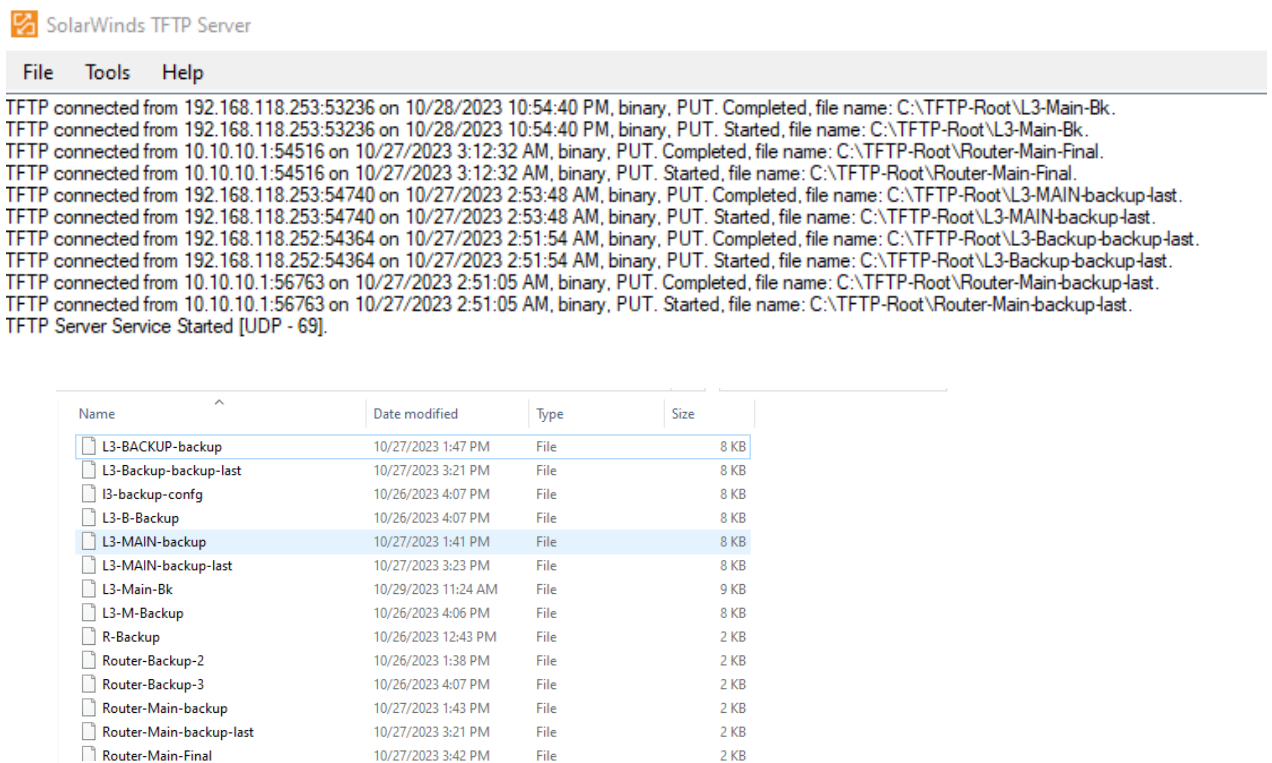 SolarWinds TFTP Server
File Tools Help
TFTP connected from 192.168.118.253:53236 on 10/28/2023 10:54:40 PM, binary, PUT. Completed, file name: C:\TFTP-Root\L3-Main-Bk.
TFTP connected from 192.168.118.253:53236 on 10/28/2023 10:54:40 PM, binary, PUT. Started, file name: C:\TFTP-Root\L3-Main-Bk.
TFTP connected from 10.10.10.1:54516 on 10/27/2023 3:12:32 AM, binary, PUT. Completed, file name: C:\TFTP-Root\Router-Main-Final.
TFTP connected from 10.10.10.1:54516 on 10/27/2023 3:12:32 AM, binary, PUT. Started, file name: C:\TFTP-Root\Router-Main-Final.
TFTP connected from 192.168.118.253:54740 on 10/27/2023 2:53:48 AM, binary, PUT. Completed, file name: C:\TFTP-Root\L3-MAIN-backup-last.
TFTP connected from 192.168.118.253:54740 on 10/27/2023 2:53:48 AM, binary, PUT. Started, file name: C:\TFTP-Root\L3-MAIN-backup-last.
TFTP connected from 192.168.118.252:54364 on 10/27/2023 2:51:54 AM, binary, PUT. Completed, file name: C:\TFTP-Root\L3-Backup-backup-last.
TFTP connected from 192.168.118.252:54364 on 10/27/2023 2:51:54 AM, binary, PUT. Started, file name: C:\TFTP-Root\L3-Backup-backup-last.
TFTP connected from 10.10.10.1:56763 on 10/27/2023 2:51:05 AM, binary, PUT. Completed, file name: C:\TFTP-Root\Router-Main-backup-last.
TFTP connected from 10.10.10.1:56763 on 10/27/2023 2:51:05 AM, binary, PUT. Started, file name: C:\TFTP-Root\Router-Main-backup-last.
TFTP Server Service Started [UDP - 69].
Name Date modified Type Size
L3-BACKUP-backup 10/27/2023 1:47 PM File 8 KB
L3-Backup-backup-last 10/27/2023 3:21 PM File 8 KB
l3-backup-confg 10/26/2023 4:07 PM File 8 KB
L3-B-Backup 10/26/2023 4:07 PM File 8 KB
L3-MAIN-backup 10/27/2023 1:41 PM File 8 KB
L3-MAIN-backup-last 10/27/2023 3:23 PM File 8 KB
L3-Main-Bk 10/29/2023 11:24 AM File 9 KB
L3-M-Backup 10/26/2023 4:06 PM File 8 KB
R-Backup 10/26/2023 12:43 PM File 2 KB
Router-Backup-2 10/26/2023 1:38 PM File 2 KB
Router-Backup-3 10/26/2023 4:07 PM File 2 KB
Router-Main-backup 10/27/2023 1:43 PM File 2 KB
Router-Main-backup-last 10/27/2023 3:21 PM File 2 KB
Router-Main-Final 10/27/2023 3:42 PM File 2 KB